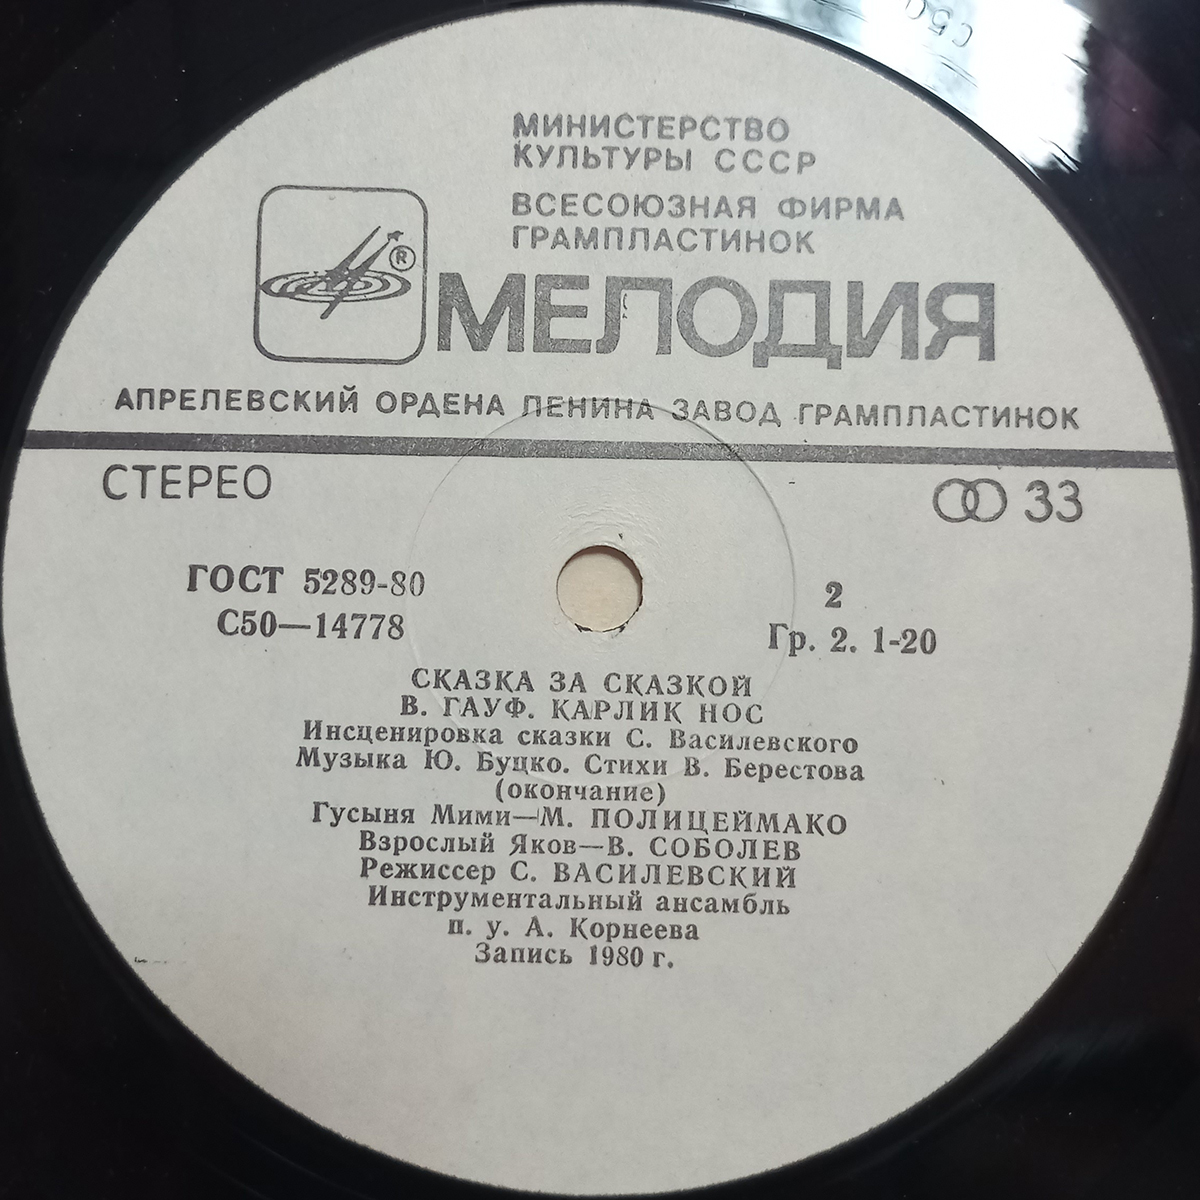 С50
МИНИСТЕРСТВО
КУЛЬТУРЫ СССР
ВСЕСОЮЗНАЯ ФИРМА
ГРАМПЛАСТИНОК
®
МЕЛОДИЯ
АПРЕЛЕВСКИЙ ОРДЕНА ЛЕНИНА ЗАВОД ГРАМПЛАСТИНОК
СТЕРЕО
33
ГОСТ 5289-80
2
С50—14778
Гр. 2. 1-20
СКАЗКА ЗА СКАЗКОЙ
В. ГАУФ. КАРЛИК НОС
Инсценировка сказки С. Василевского
Музыка Ю. Буцко. Стихи В. Берестова
(окончание)
Гусыня Мими—М. ПОЛИЦЕЙМАКО
Взрослый Яков—В. СОБОЛЕВ
Режиссер С. ВАСИЛЕВСКИЙ
Инструментальный ансамбль
п. у. А. Корнеева
Запись 1980 г.